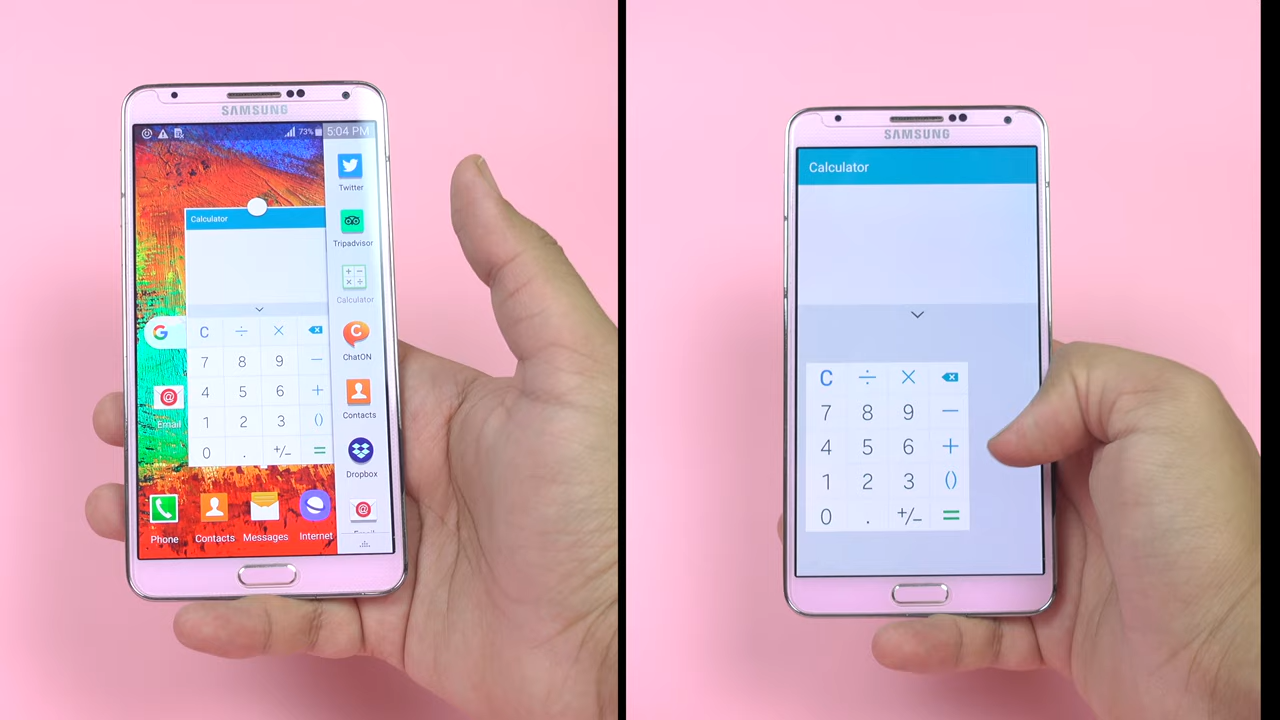 SAMSUNG
73% 5:04 PM
Twitter
Tripadvisor
Calculator
C
ChatON
Contacts
Dropbox
@
Calculator
C ÷ ×
7 8 9 −
4 5 6 +
1 2 3 ()
0 . +/− =
G
@
Email
Phone Contacts Messages Internet
SAMSUNG
Calculator
C ÷ ×
7 8 9 −
4 5 6 +
1 2 3 ()
0 . +/− =